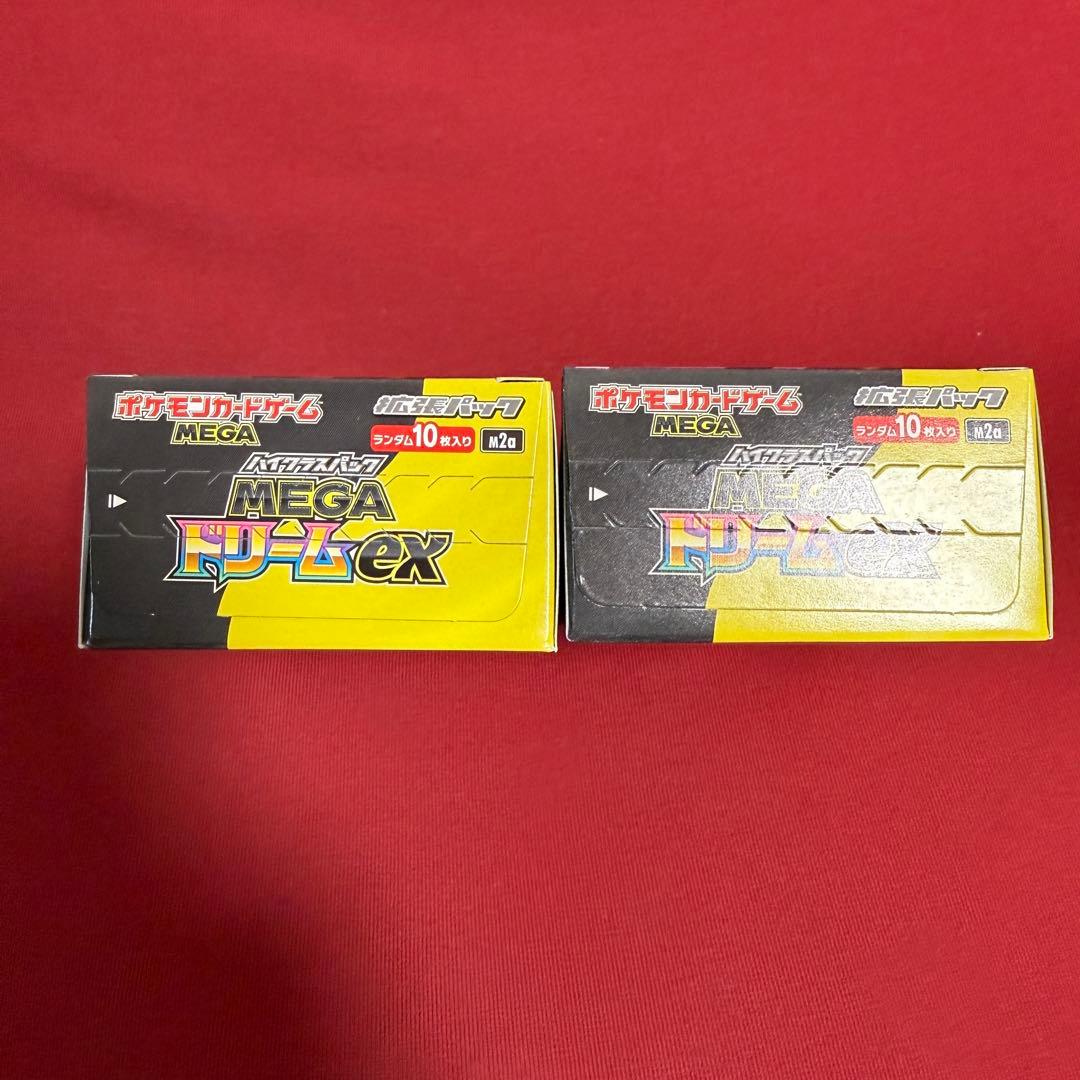 ポケモンカードゲーム
MEGA
拡張パック
ランダム10枚入り M2a
ハイクラスパック
MEGA
ドリームex
ポケモンカードゲーム
MEGA
拡張パック
ランダム10枚入り M2a
ハイクラスパック
MEGA
ドリームex